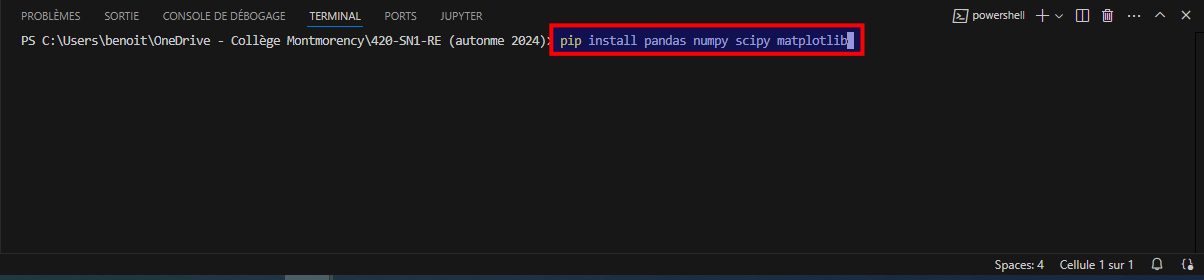 PROBLÈMES SORTIE CONSOLE DE DÉBOGAGE TERMINAL PORTS JUPYTER powershell
PS C:\Users\benoit\OneDrive - Collège Montmorency\420-SN1-RE (autonme 2024)> pip install pandas numpy scipy matplotlib
Spaces: 4 Cellule 1 sur 1